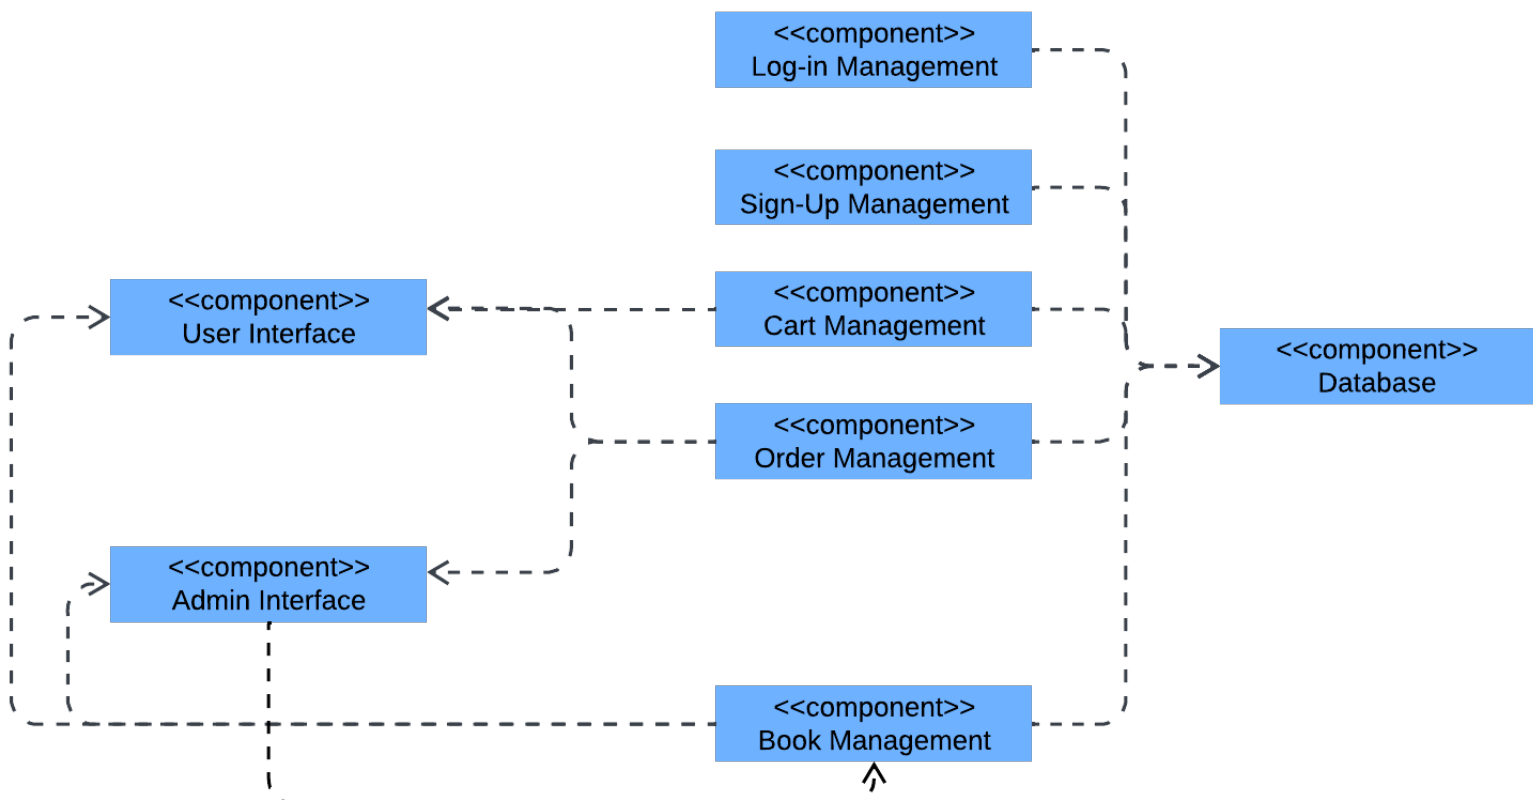 <<component>>
Log-in Management
<<component>>
Sign-Up Management
<<component>>
User Interface
<<component>>
Cart Management
<<component>>
Database
<<component>>
Order Management
<<component>>
Admin Interface
<<component>>
Book Management